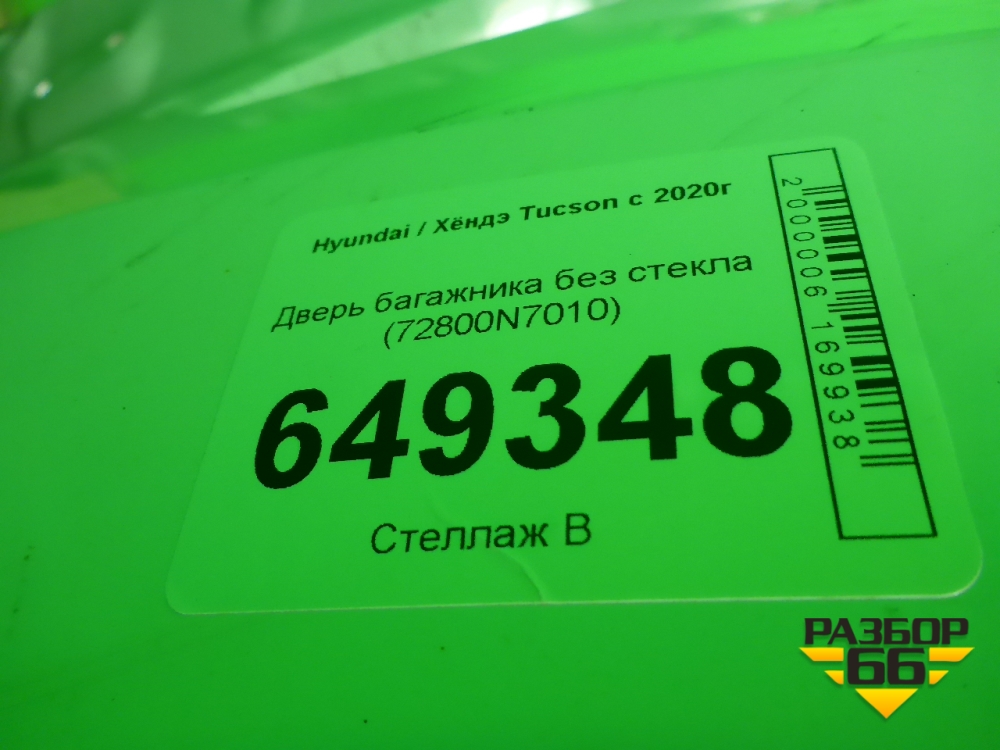 Hyundai / Хёндэ Tucson с 2020г
Дверь багажника без стекла
(72800N7010)
649348
Стеллаж В
2000006169938
РАЗБОР
66